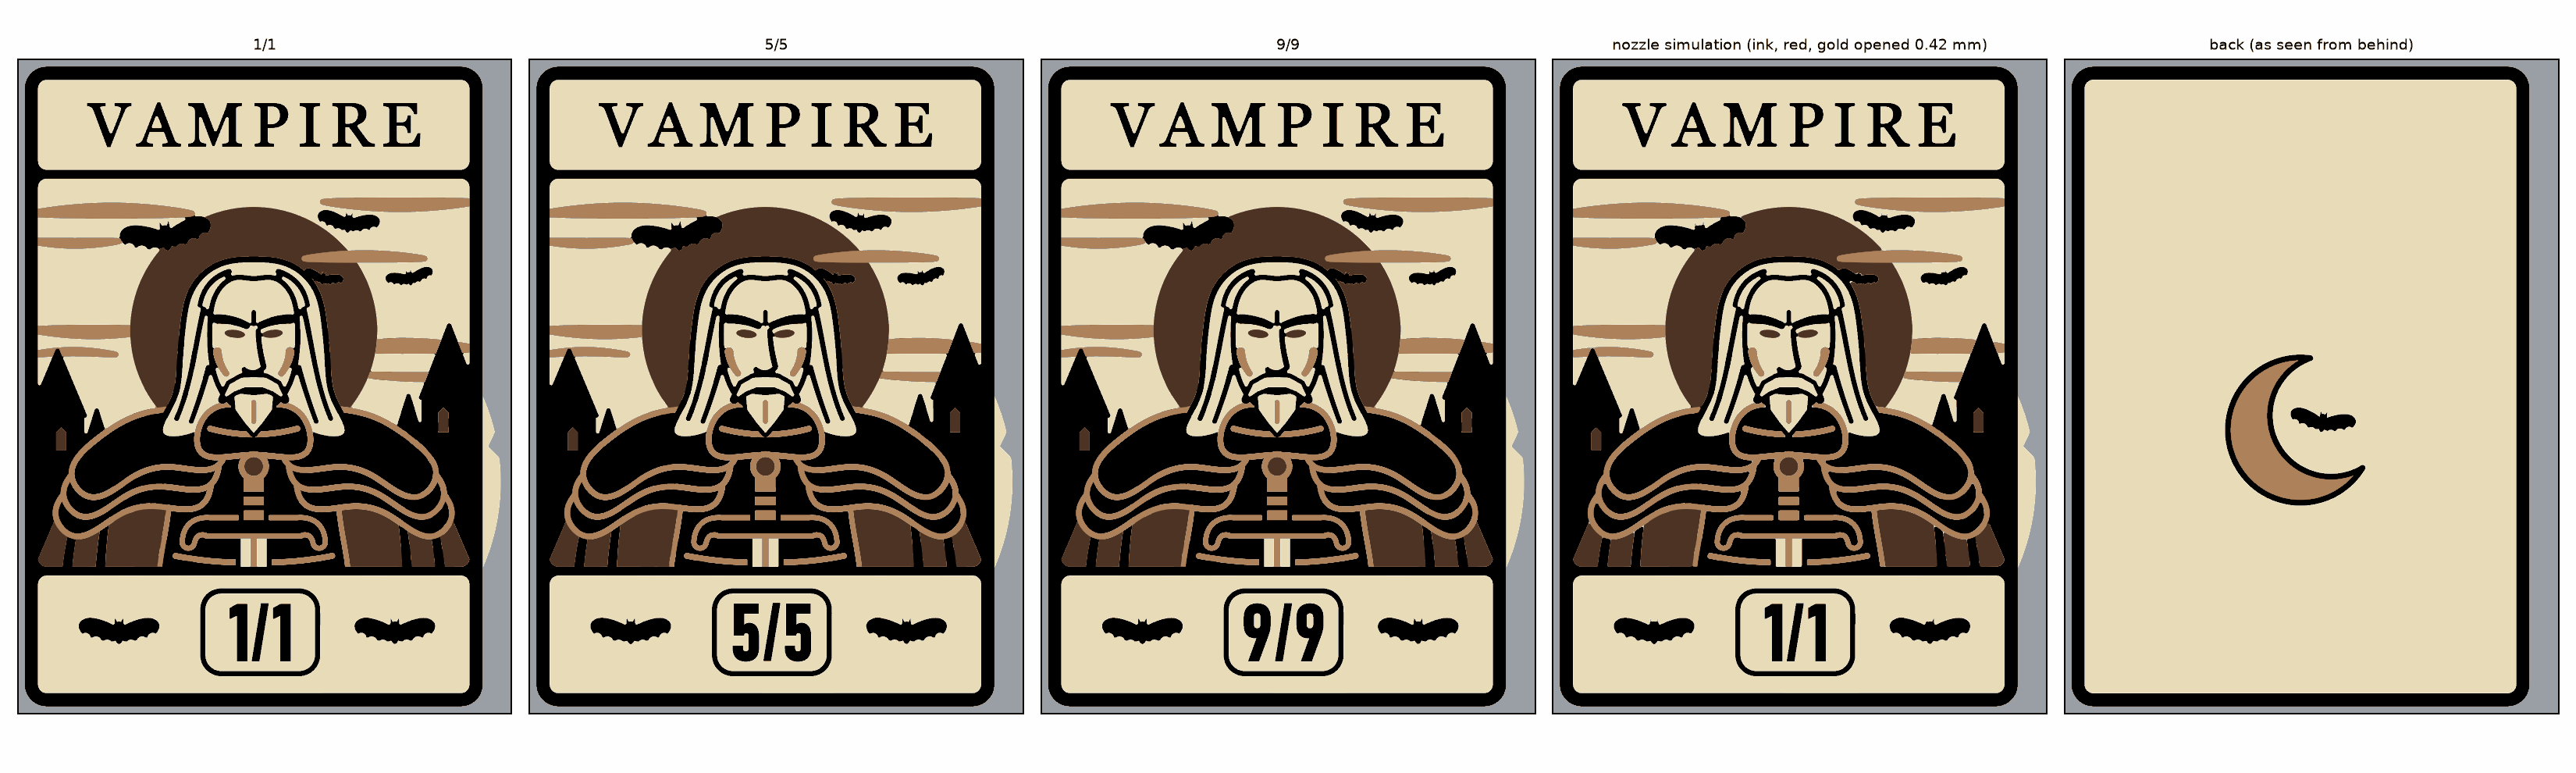 1/1
5/5
9/9
nozzle simulation (ink, red, gold opened 0.42 mm)
back (as seen from behind)
VAMPIRE
VAMPIRE
VAMPIRE
VAMPIRE
1/1
5/5
9/9
1/1